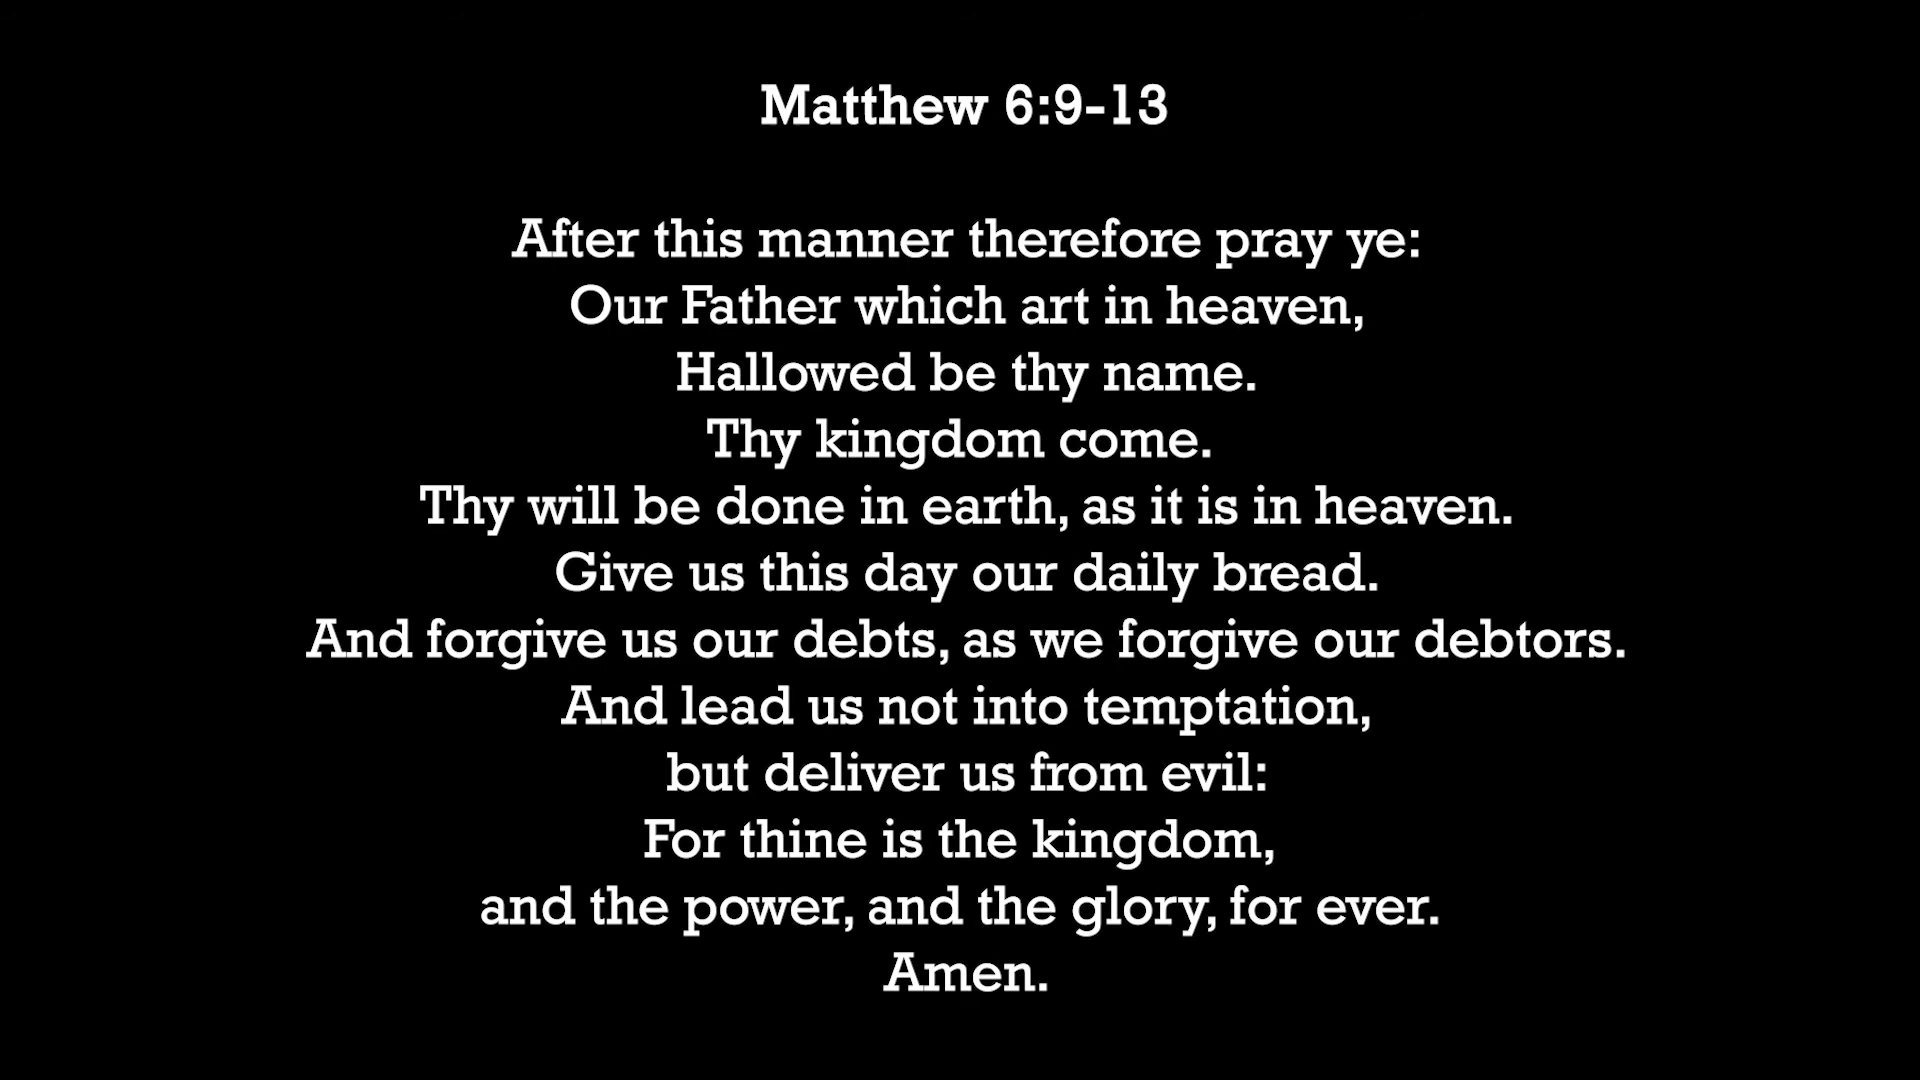 Matthew 6:9-13
After this manner therefore pray ye:
Our Father which art in heaven,
Hallowed be thy name.
Thy kingdom come.
Thy will be done in earth, as it is in heaven.
Give us this day our daily bread.
And forgive us our debts, as we forgive our debtors.
And lead us not into temptation,
but deliver us from evil:
For thine is the kingdom,
and the power, and the glory, for ever.
Amen.